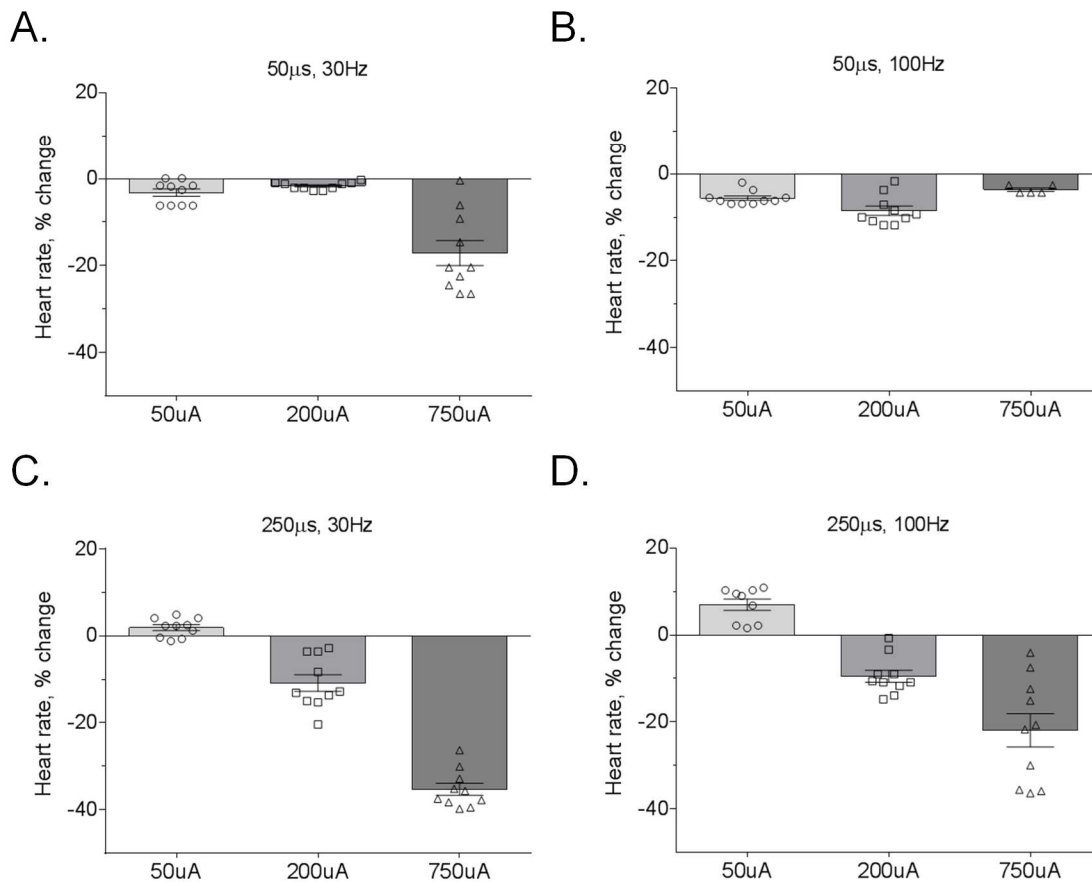 A.
50μs, 30Hz
Heart rate, % change
20
0
-20
-40
50uA 200uA 750uA
B.
50μs, 100Hz
Heart rate, % change
20
0
-20
-40
50uA 200uA 750uA
C.
250μs, 30Hz
Heart rate, % change
20
0
-20
-40
50uA 200uA 750uA
D.
250μs, 100Hz
Heart rate, % change
20
0
-20
-40
50uA 200uA 750uA